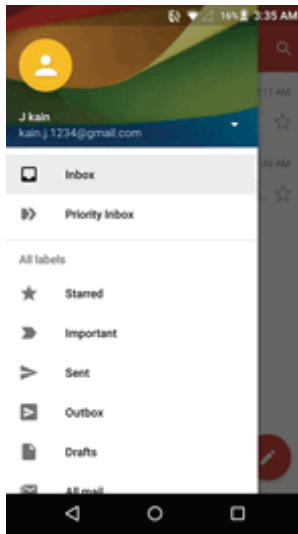 16% 3:35 AM
J kain
kain.j.1234@gmail.com
Inbox
Priority Inbox
All labels
Starred
Important
Sent
Outbox
Drafts
All mail